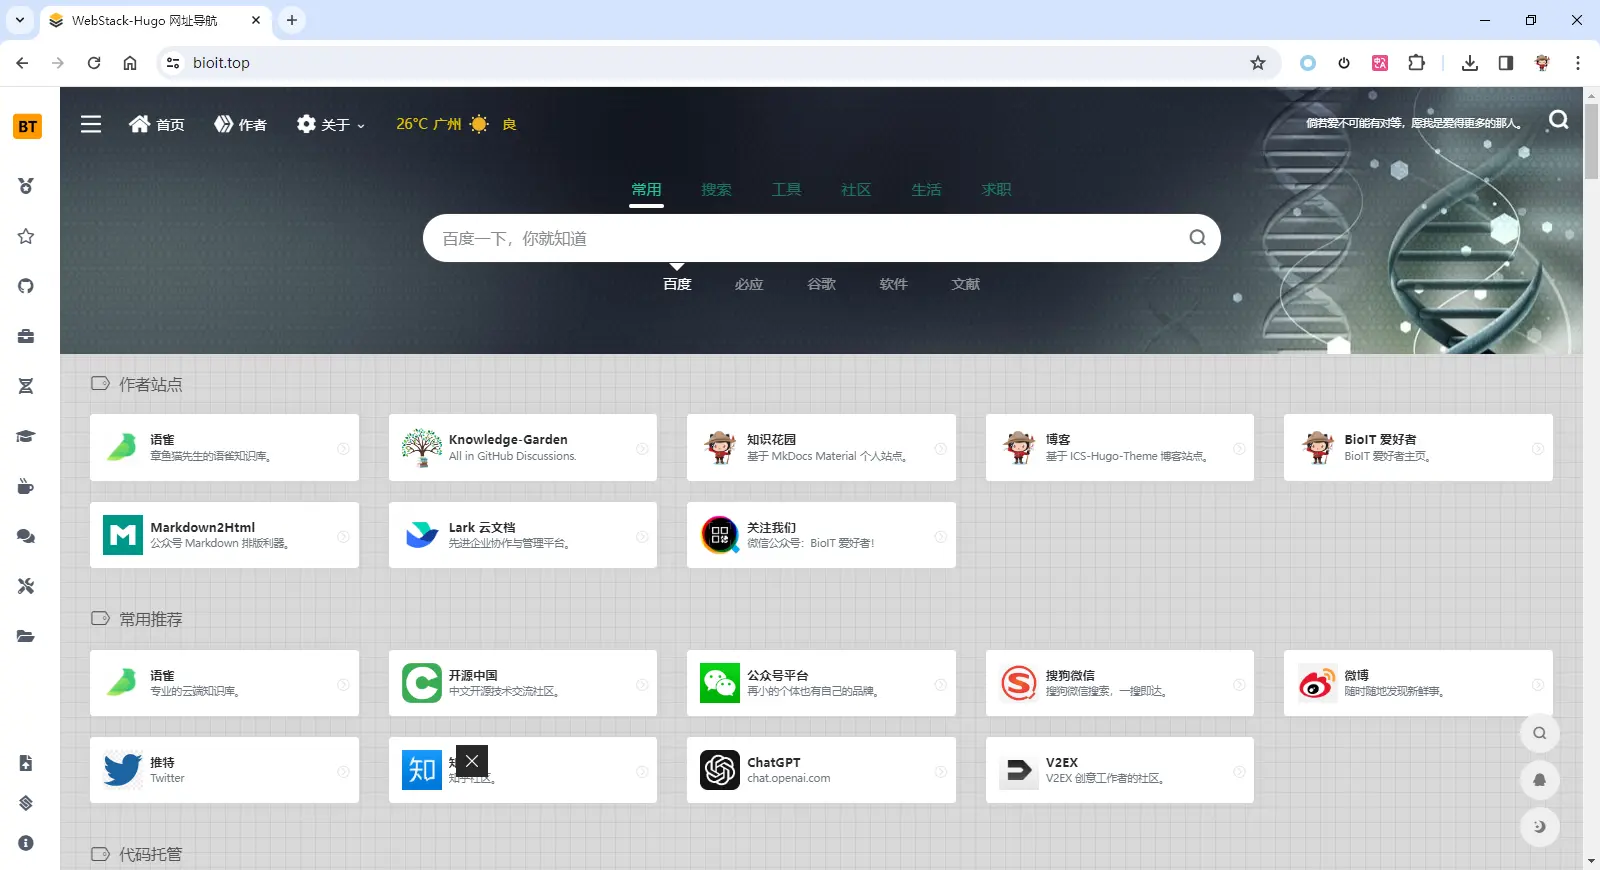 WebStack-Hugo 网址导航
bioit.top
BT
首页
作者
关于
26℃ 广州 良
倘若爱不可能有对等，愿我是爱得更多的那人。
常用 搜索 工具 社区 生活 求职
百度一下，你就知道
百度 必应 谷歌 软件 文献
作者站点
语雀
章鱼猫先生的语雀知识库。
Knowledge-Garden
All in GitHub Discussions.
知识花园
基于 MkDocs Material 个人站点。
博客
基于 ICS-Hugo-Theme 博客站点。
BioIT 爱好者
BioIT 爱好者主页。
M
Markdown2Html
公众号 Markdown 排版利器。
Lark 云文档
先进企业协作与管理平台。
关注我们
微信公众号：BioIT 爱好者！
常用推荐
语雀
专业的云端知识库。
开源中国
中文开源技术交流社区。
公众号平台
再小的个体也有自己的品牌。
搜狗微信
搜狗微信搜索，一搜即达。
微博
随时随地发现新鲜事。
推特
Twitter
知
知乎社区。
ChatGPT
chat.openai.com
V2EX
V2EX 创意工作者的社区。
代码托管